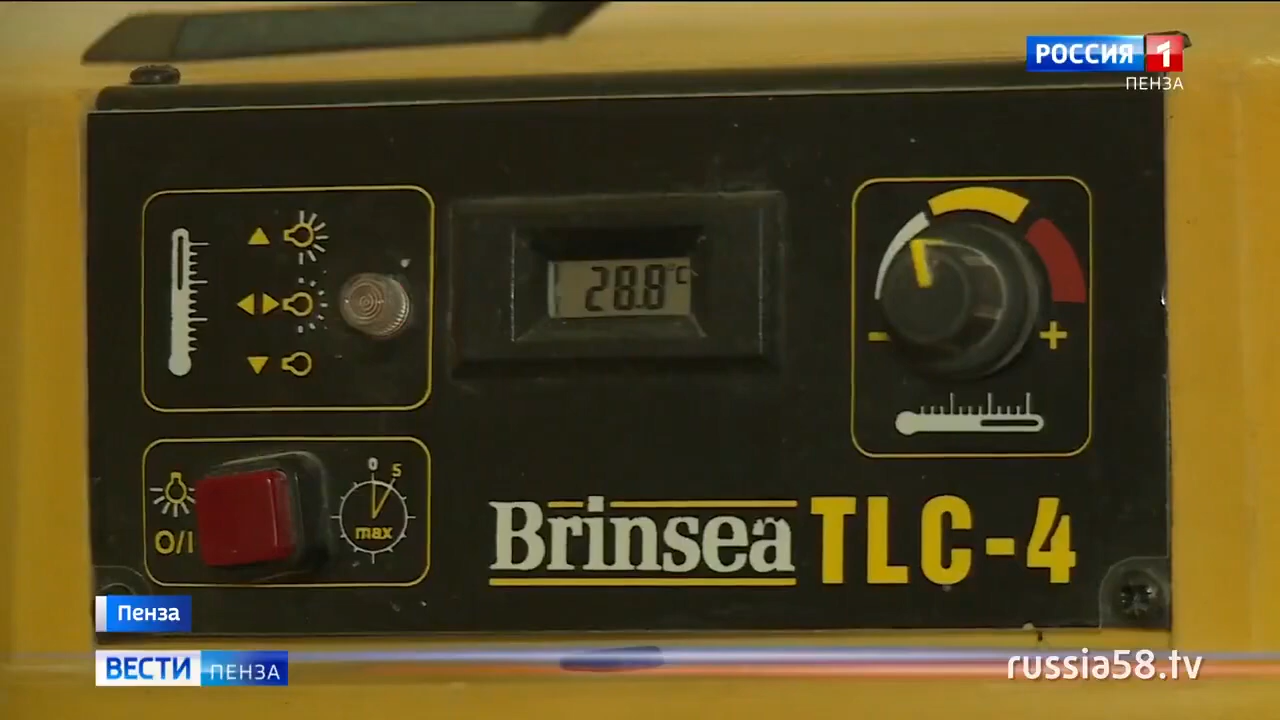 РОССИЯ 1
ПЕНЗА
28.8°C
- +
0 5
O/I
max
Brinsea TLC-4
Пенза
ВЕСТИ ПЕНЗА
russia58.tv